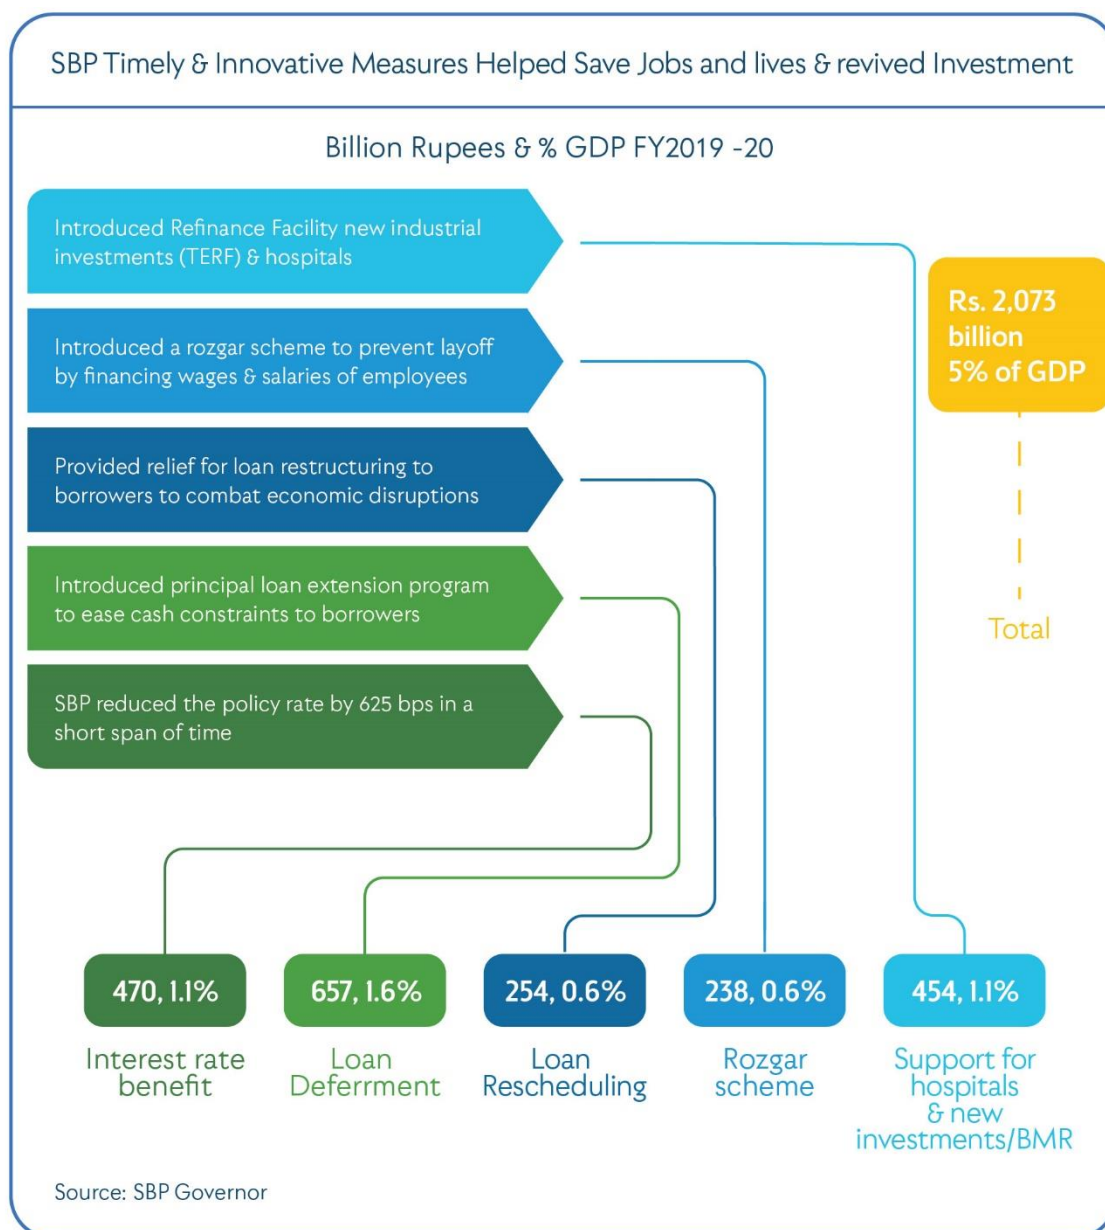 SBP Timely & Innovative Measures Helped Save Jobs and lives & revived Investment
Billion Rupees & % GDP FY2019 -20
Introduced Refinance Facility new industrial
investments (TERF) & hospitals
Introduced a rozgar scheme to prevent layoff
by financing wages & salaries of employees
Provided relief for loan restructuring to
borrowers to combat economic disruptions
Introduced principal loan extension program
to ease cash constraints to borrowers
SBP reduced the policy rate by 625 bps in a
short span of time
Rs. 2,073
billion
5% of GDP
Total
470, 1.1%
Interest rate
benefit
657, 1.6%
Loan
Deferrment
254, 0.6%
Loan
Rescheduling
238, 0.6%
Rozgar
scheme
454, 1.1%
Support for
hospitals
& new
investments/BMR
Source: SBP Governor